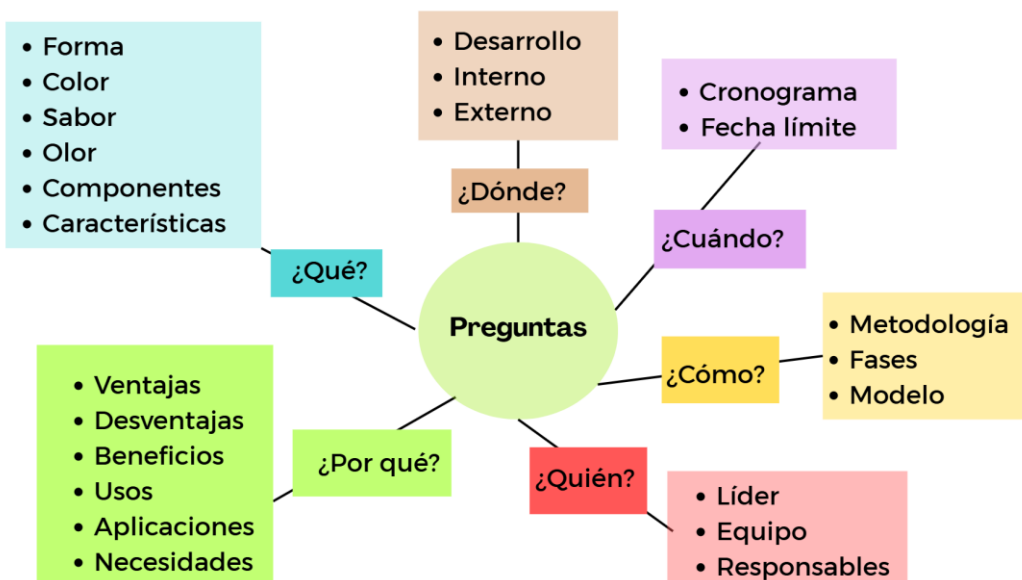 Forma
Color
Sabor
Olor
Componentes
Características
¿Qué?
Desarrollo
Interno
Externo
¿Dónde?
Cronograma
Fecha límite
¿Cuándo?
Preguntas
Metodología
Fases
Modelo
¿Cómo?
Ventajas
Desventajas
Beneficios
Usos
Aplicaciones
Necesidades
¿Por qué?
¿Quién?
Líder
Equipo
Responsables